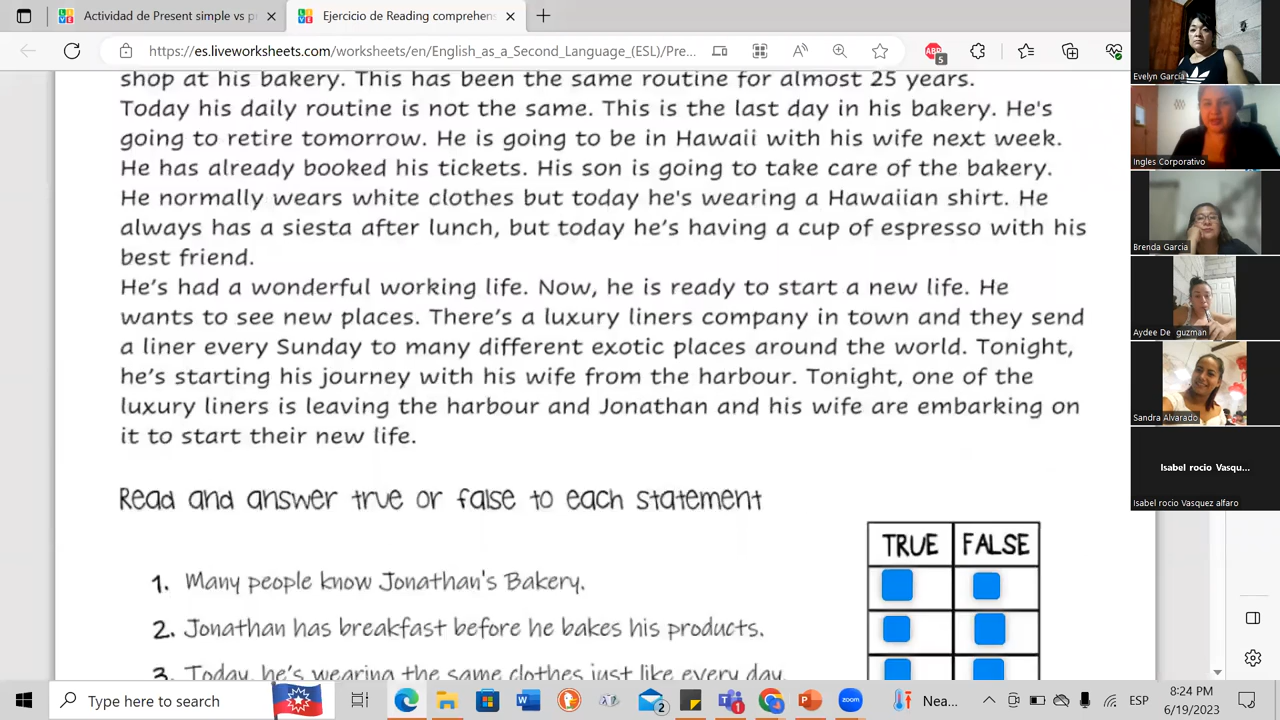 Actividad de Present simple vs pr
Ejercicio de Reading comprehens
https://es.liveworksheets.com/worksheets/en/English_as_a_Second_Language_(ESL)/Pre...
shop at his bakery. This has been the same routine for almost 25 years.
Today his daily routine is not the same. This is the last day in his bakery. He's
going to retire tomorrow. He is going to be in Hawaii with his wife next week.
He has already booked his tickets. His son is going to take care of the bakery.
He normally wears white clothes but today he's wearing a Hawaiian shirt. He
always has a siesta after lunch, but today he's having a cup of espresso with his
best friend.
He's had a wonderful working life. Now, he is ready to start a new life. He
wants to see new places. There's a luxury liners company in town and they send
a liner every Sunday to many different exotic places around the world. Tonight,
he's starting his journey with his wife from the harbour. Tonight, one of the
luxury liners is leaving the harbour and Jonathan and his wife are embarking on
it to start their new life.
Read and answer true or false to each statement
TRUE FALSE
1. Many people know Jonathan's Bakery.
2. Jonathan has breakfast before he bakes his products.
3. Today, he's wearing the same clothes just like every day.
Evelyn Garcia
Ingles Corporativo
Brenda Garcia
Aydee De guzman
Sandra Alvarado
Isabel rocio Vasqu...
Isabel rocio Vasquez alfaro
Type here to search
Nea...
ESP
8:24 PM
6/19/2023